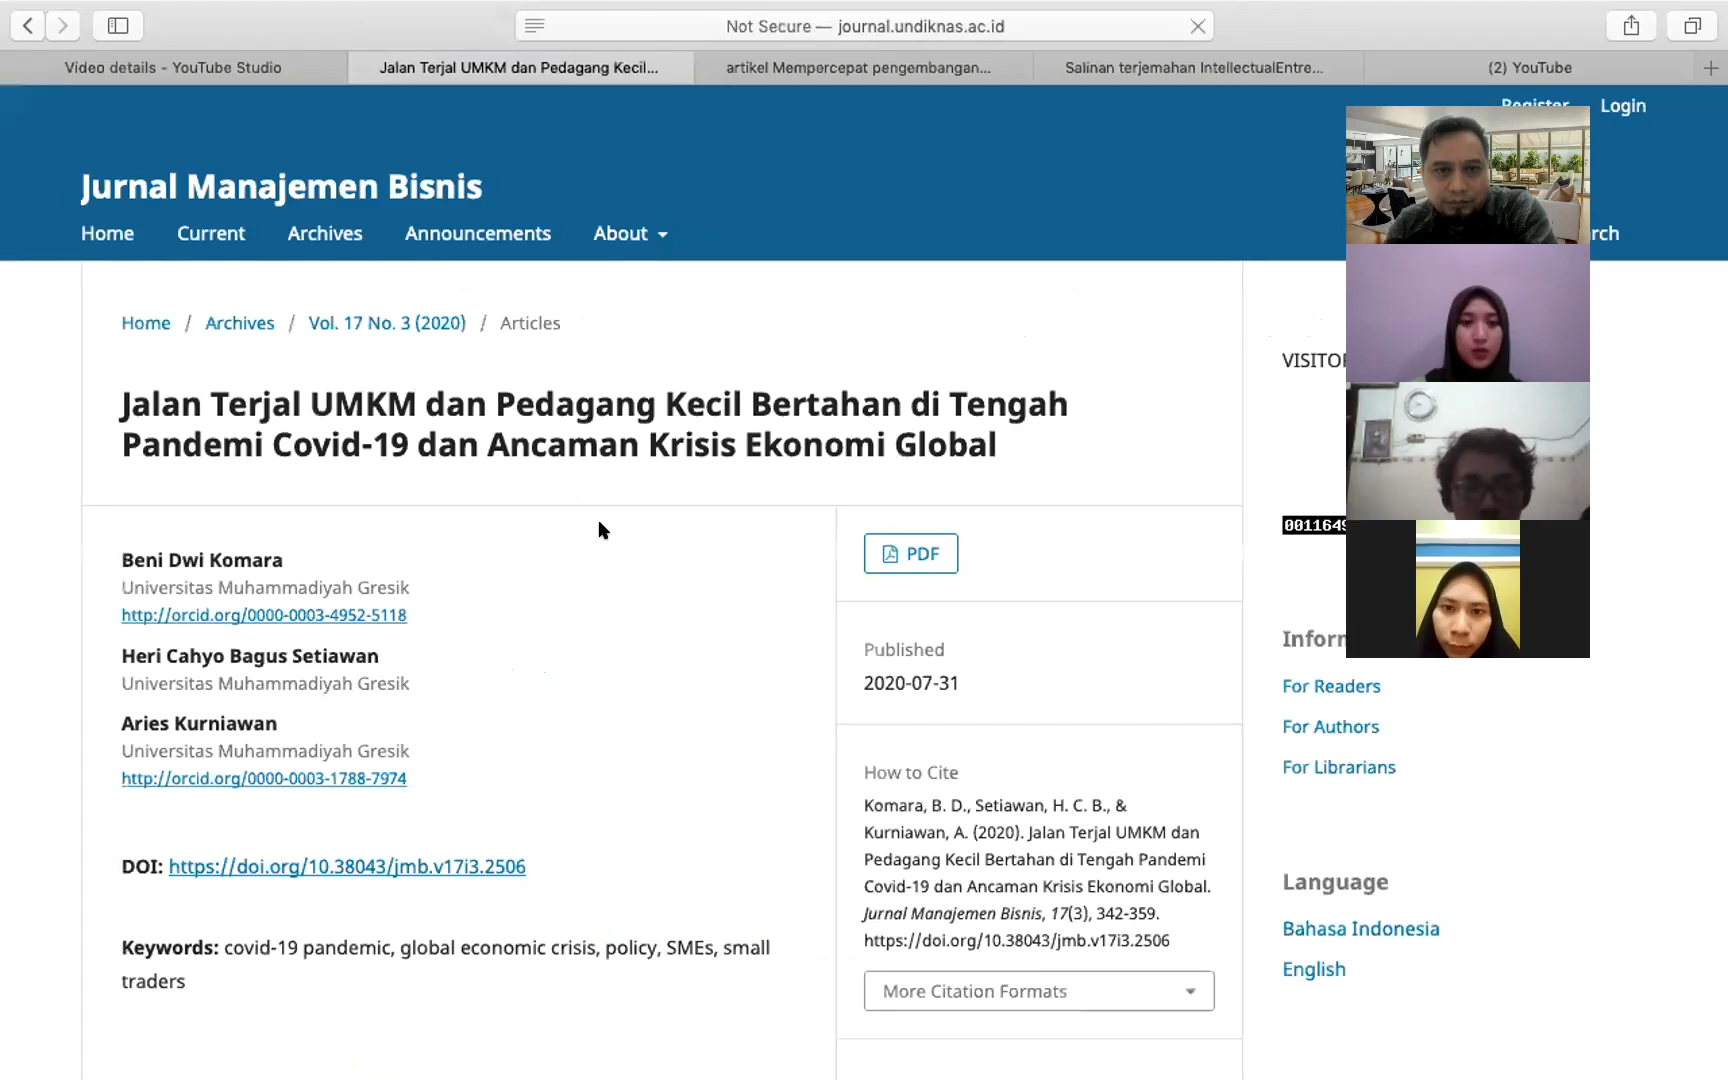 Not Secure — journal.undiknas.ac.id
Video details - YouTube Studio
Jalan Terjal UMKM dan Pedagang Kecil...
artikel Mempercepat pengembangan...
Salinan terjemahan IntellectualEntre...
(2) YouTube
Register
Login
Jurnal Manajemen Bisnis
Home
Current
Archives
Announcements
About
rch
Home / Archives / Vol. 17 No. 3 (2020) / Articles
Jalan Terjal UMKM dan Pedagang Kecil Bertahan di Tengah
Pandemi Covid-19 dan Ancaman Krisis Ekonomi Global
Beni Dwi Komara
Universitas Muhammadiyah Gresik
http://orcid.org/0000-0003-4952-5118
Heri Cahyo Bagus Setiawan
Universitas Muhammadiyah Gresik
Aries Kurniawan
Universitas Muhammadiyah Gresik
http://orcid.org/0000-0003-1788-7974
DOI: https://doi.org/10.38043/jmb.v17i3.2506
Keywords: covid-19 pandemic, global economic crisis, policy, SMEs, small
traders
PDF
Published
2020-07-31
How to Cite
Komara, B. D., Setiawan, H. C. B., &
Kurniawan, A. (2020). Jalan Terjal UMKM dan
Pedagang Kecil Bertahan di Tengah Pandemi
Covid-19 dan Ancaman Krisis Ekonomi Global.
Jurnal Manajemen Bisnis, 17(3), 342-359.
https://doi.org/10.38043/jmb.v17i3.2506
More Citation Formats
VISITOR
0011649
Inform
For Readers
For Authors
For Librarians
Language
Bahasa Indonesia
English